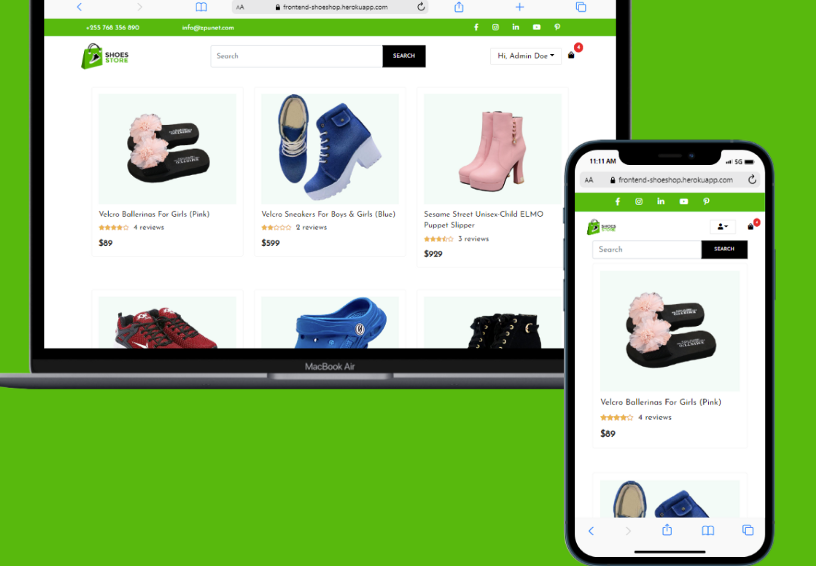 AA frontend-shoeshop.herokuapp.com
+255 768 356 890 info@zpunet.com
SHOES
STORE
Search SEARCH Hi, Admin Doe 4
Velcro Ballerinas For Girls (Pink)
4 reviews
$89
Velcro Sneakers For Boys & Girls (Blue)
2 reviews
$599
Sesame Street Unisex-Child ELMO
Puppet Slipper
3 reviews
$929
MacBook Air
11:11 AM 5G
AA frontend-shoeshop.herokuapp.com
SHOES
STORE
Search SEARCH
Velcro Ballerinas For Girls (Pink)
4 reviews
$89